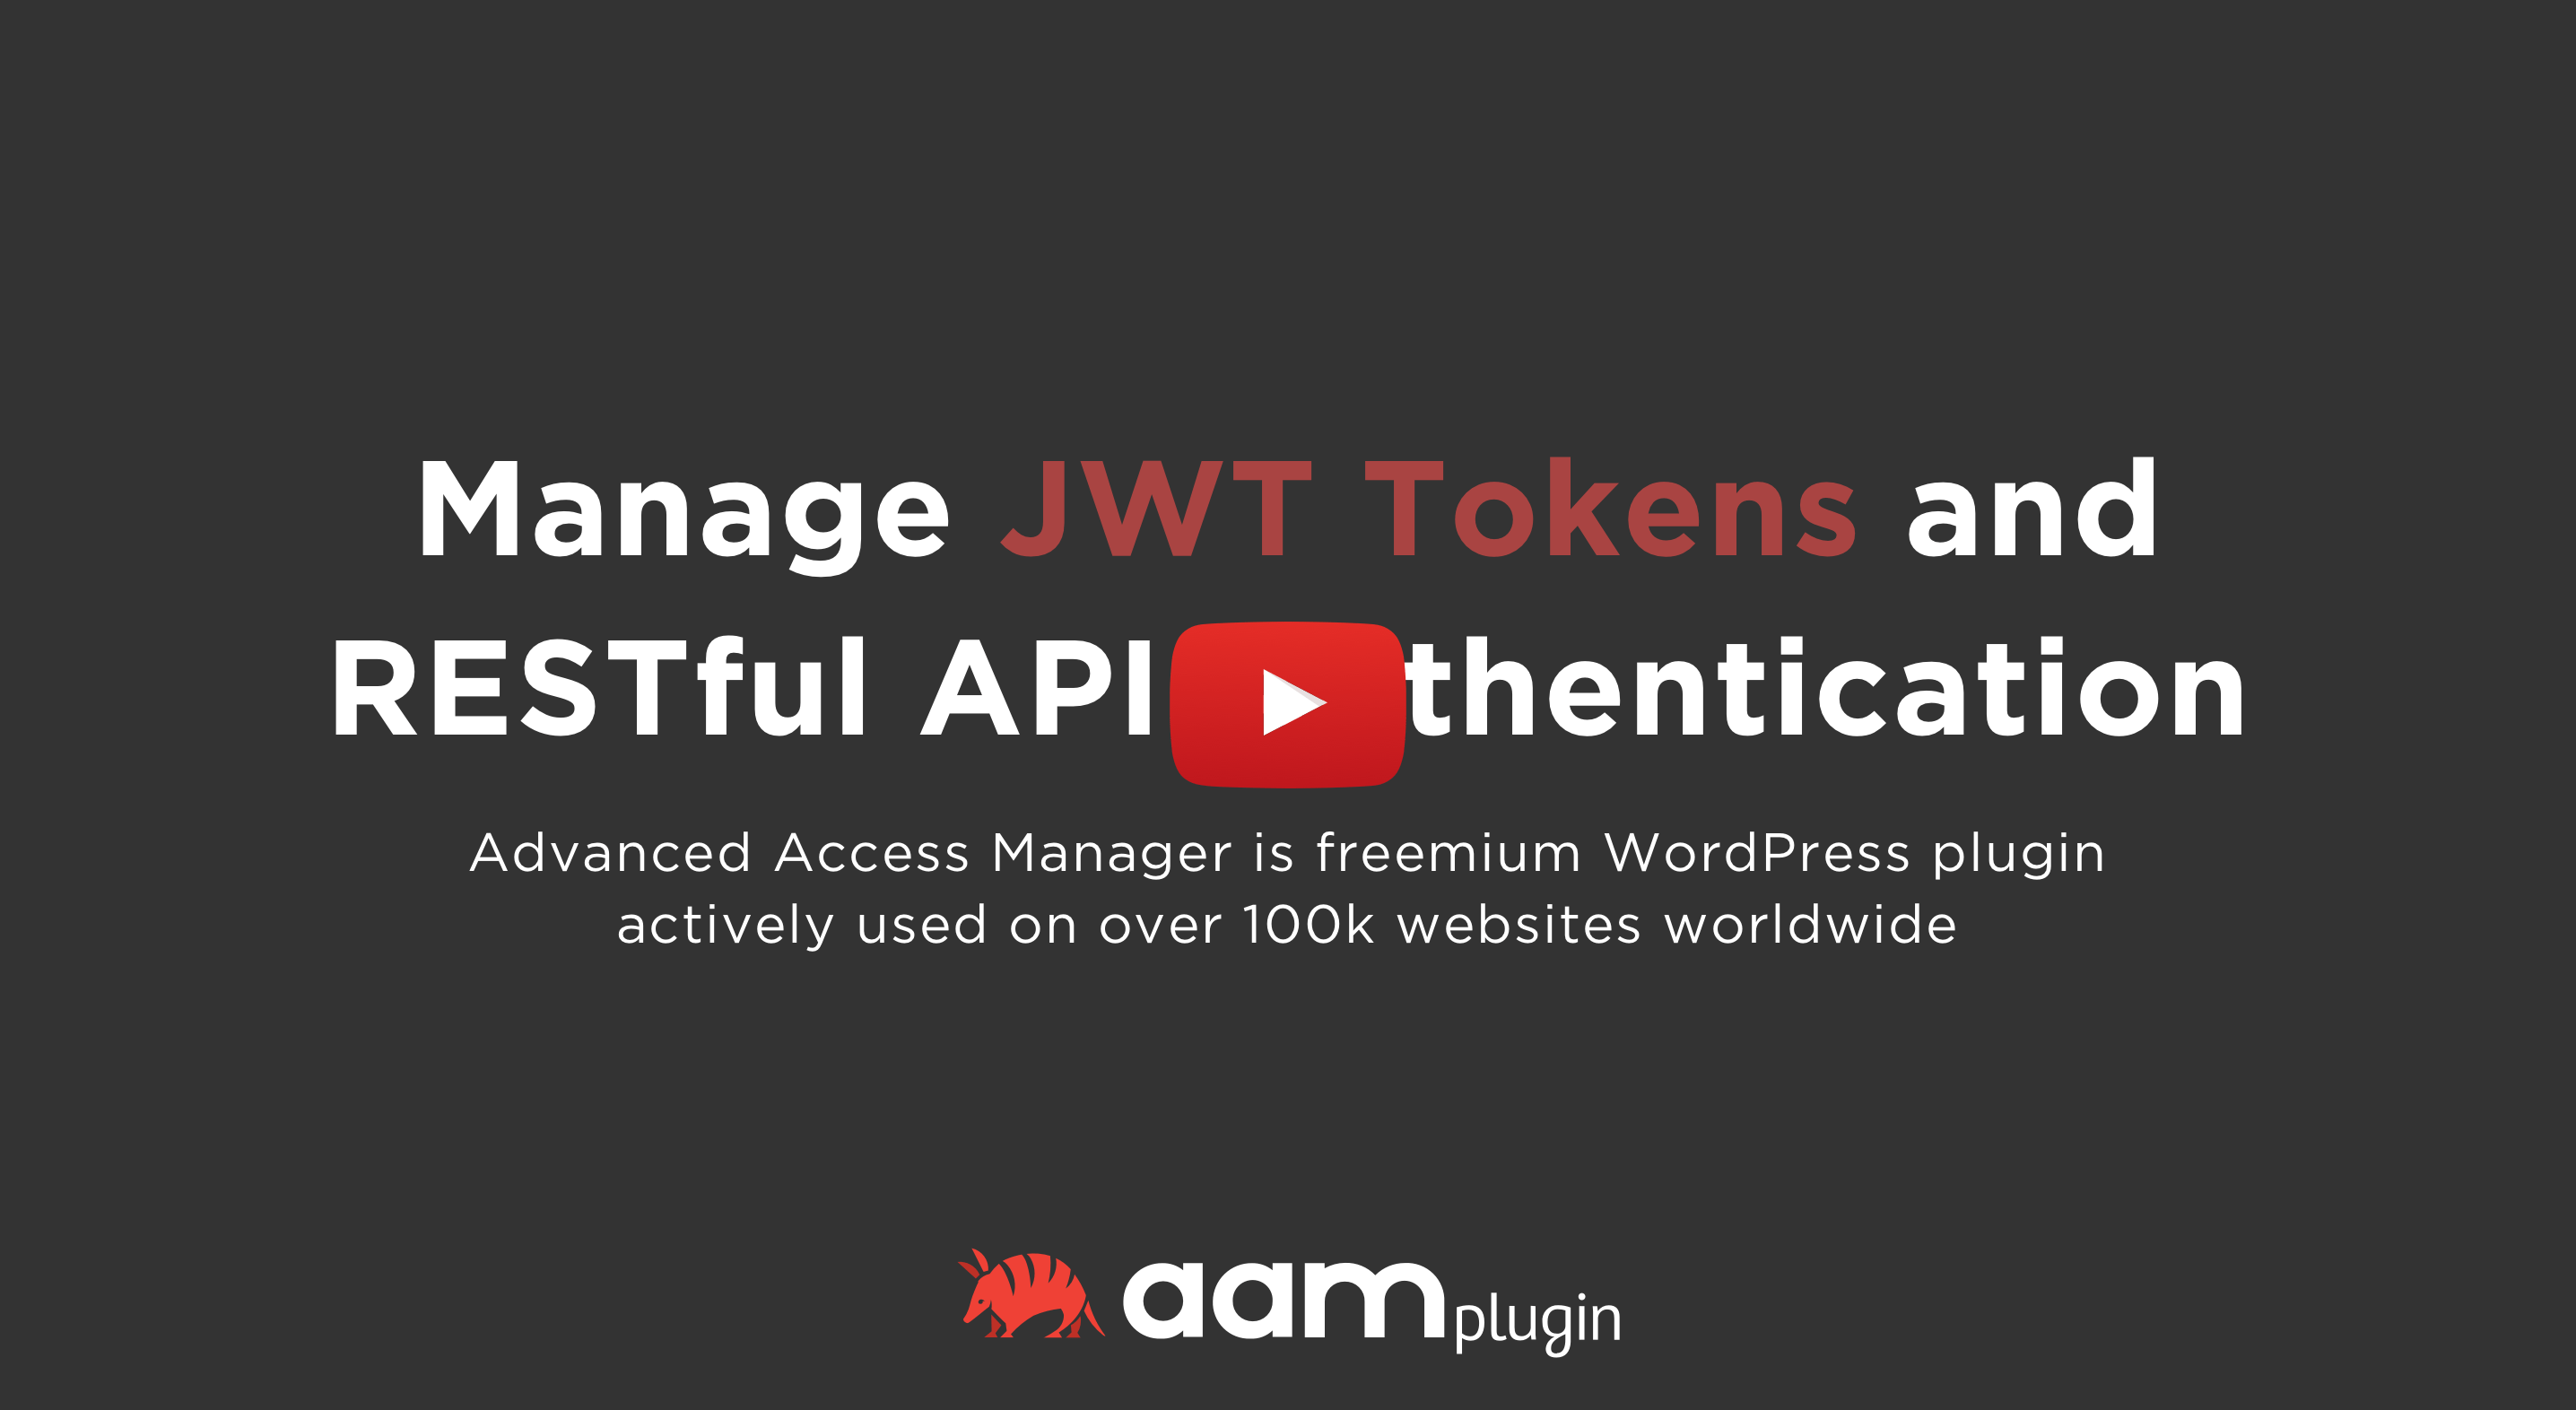 Manage JWT Tokens and
RESTful API thentication
Advanced Access Manager is freemium WordPress plugin
actively used on over 100k websites worldwide
aam plugin